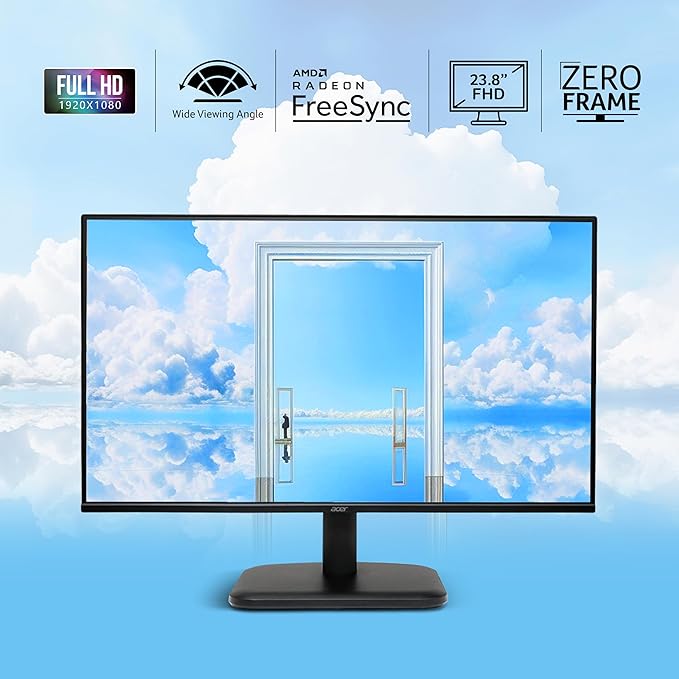 FULL HD
1920X1080
Wide Viewing Angle
AMD
RADEON
FreeSync
23.8”
FHD
ZERO
FRAME
acer